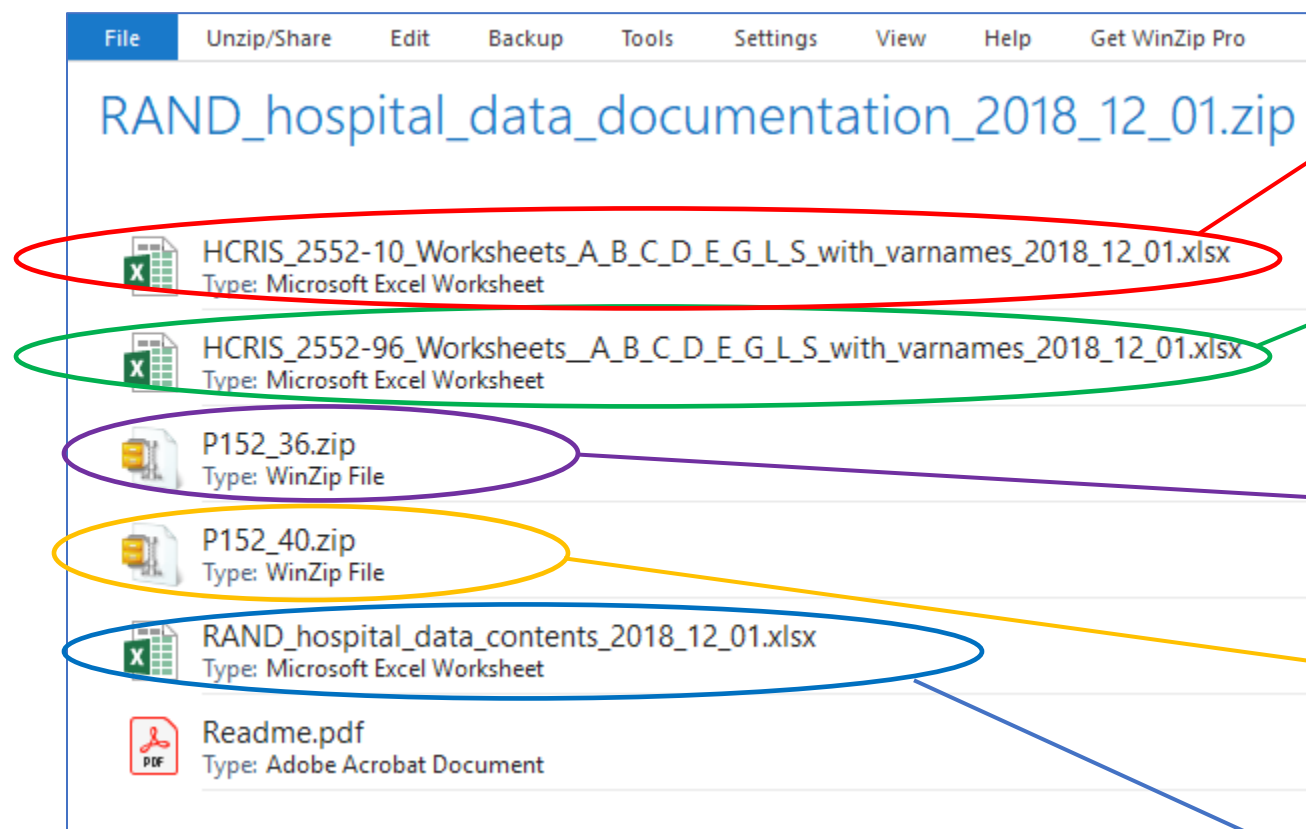 File Unzip/Share Edit Backup Tools Settings View Help Get WinZip Pro
RAND_hospital_data_documentation_2018_12_01.zip
HCRIS_2552-10_Worksheets_A_B_C_D_E_G_L_S_with_varnames_2018_12_01.xlsx
Type: Microsoft Excel Worksheet
HCRIS_2552-96_Worksheets__A_B_C_D_E_G_L_S_with_varnames_2018_12_01.xlsx
Type: Microsoft Excel Worksheet
P152_36.zip
Type: WinZip File
P152_40.zip
Type: WinZip File
RAND_hospital_data_contents_2018_12_01.xlsx
Type: Microsoft Excel Worksheet
Readme.pdf
PDF
Type: Adobe Acrobat Document